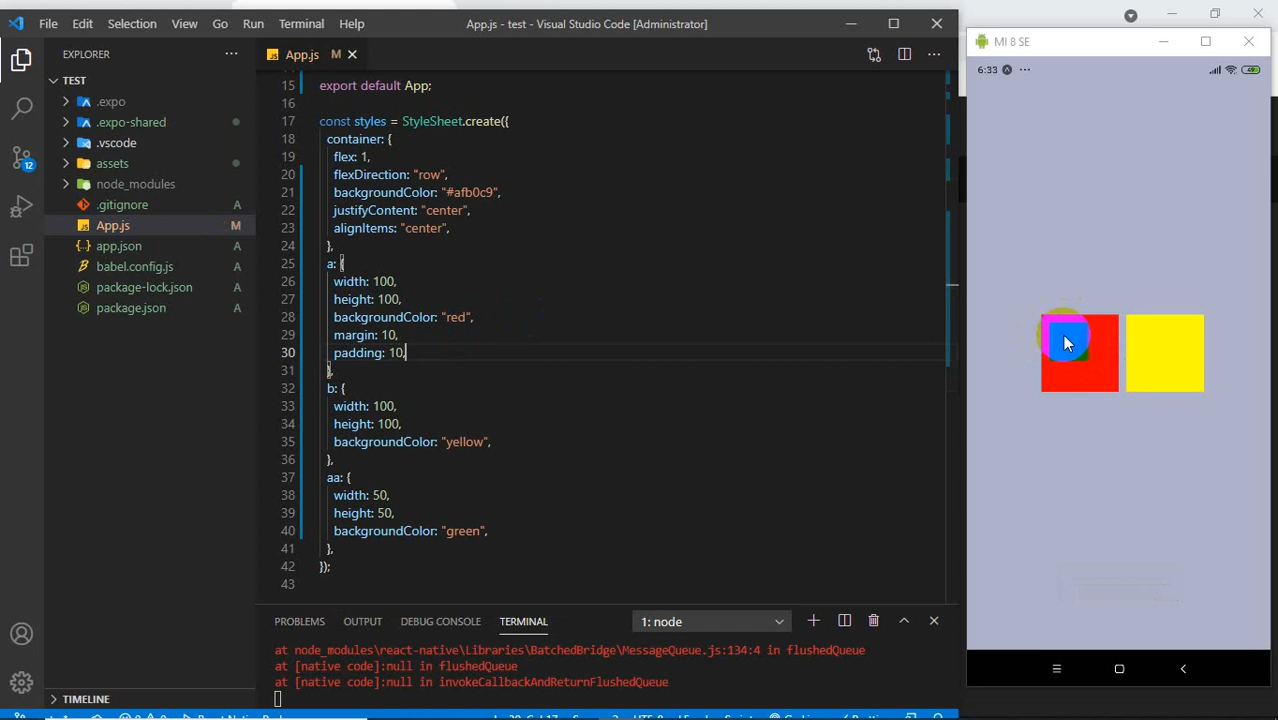 File Edit Selection View Go Run Terminal Help App.js - test - Visual Studio Code [Administrator]
MI 8 SE
EXPLORER
App.js M
6:33
49
TEST
.expo
.expo-shared
.vscode
assets
node_modules
.gitignore A
App.js M
app.json A
babel.config.js A
package-lock.json A
package.json A
12
15 export default App;
16
17 const styles = StyleSheet.create({
18 container: {
19 flex: 1,
20 flexDirection: "row",
21 backgroundColor: "#afb0c9",
22 justifyContent: "center",
23 alignItems: "center",
24 },
25 a: {
26 width: 100,
27 height: 100,
28 backgroundColor: "red",
29 margin: 10,
30 padding: 10,
31 },
32 b: {
33 width: 100,
34 height: 100,
35 backgroundColor: "yellow",
36 },
37 aa: {
38 width: 50,
39 height: 50,
40 backgroundColor: "green",
41 },
42 });
43
PROBLEMS OUTPUT DEBUG CONSOLE TERMINAL 1: node
at node_modules\react-native\Libraries\BatchedBridge\MessageQueue.js:134:4 in flushedQueue
at [native code]:null in flushedQueue
at [native code]:null in invokeCallbackAndReturnFlushedQueue
TIMELINE